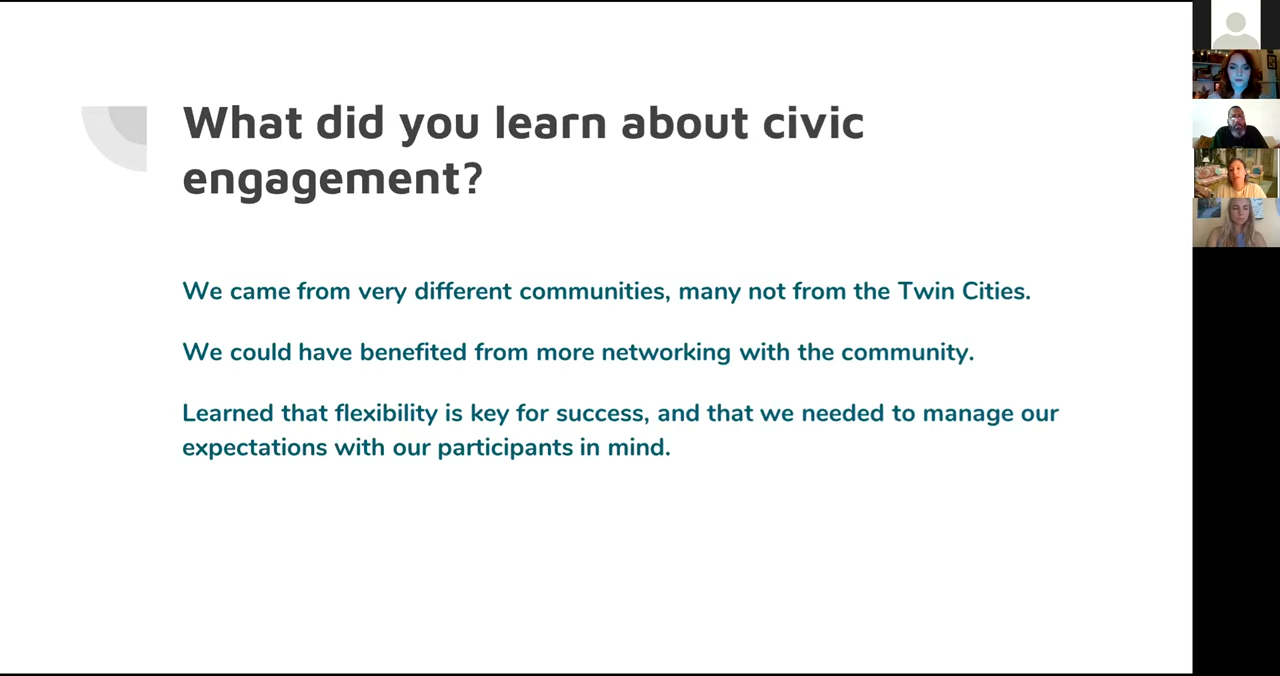 What did you learn about civic
engagement?
We came from very different communities, many not from the Twin Cities.
We could have benefited from more networking with the community.
Learned that flexibility is key for success, and that we needed to manage our
expectations with our participants in mind.